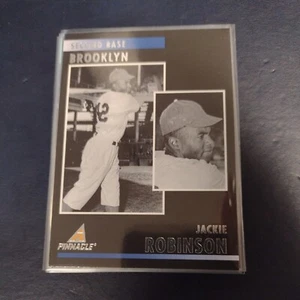 SECOND BASE
BROOKLYN
42
JACKIE
ROBINSON
PINNACLE